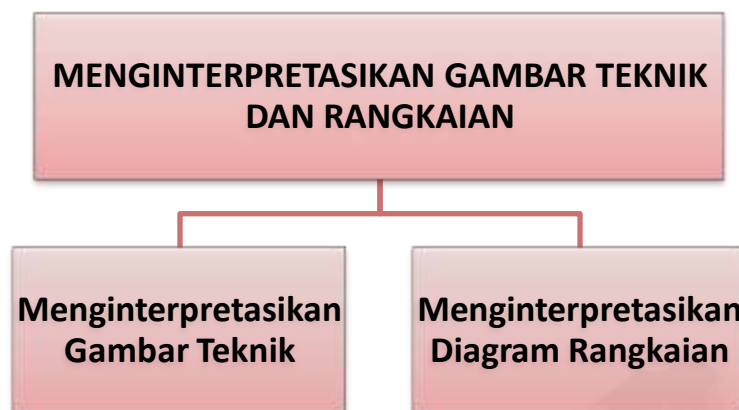 MENGINTERPRETASIKAN GAMBAR TEKNIK
DAN RANGKAIAN
Menginterpretasikan
Gambar Teknik
Menginterpretasikan
Diagram Rangkaian